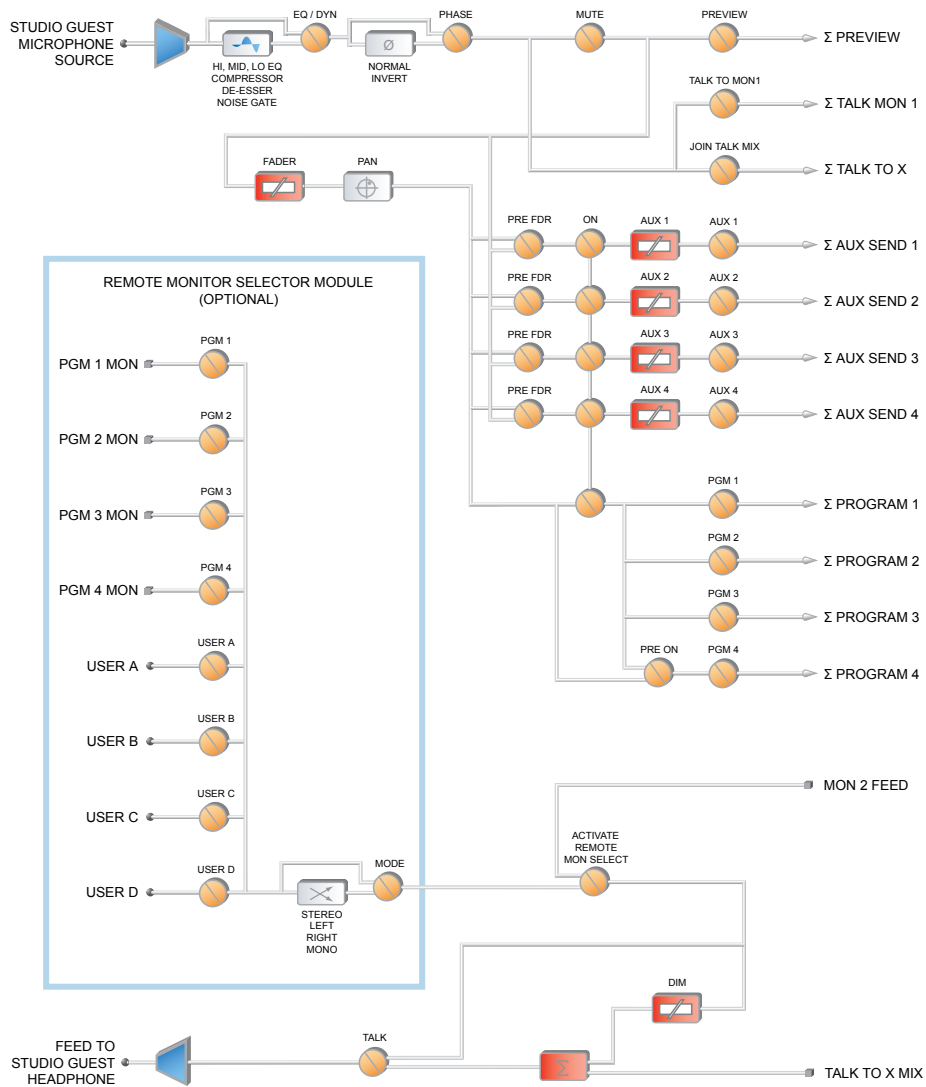 STUDIO GUEST
MICROPHONE
SOURCE
EQ / DYN
HI, MID, LO EQ
COMPRESSOR
DE-ESSER
NOISE GATE
Ø
NORMAL
INVERT
PHASE
MUTE
PREVIEW
Σ PREVIEW
TALK TO MON1
Σ TALK MON 1
JOIN TALK MIX
Σ TALK TO X
FADER
PAN
PRE FDR
ON
AUX 1
AUX 1
Σ AUX SEND 1
PRE FDR
AUX 2
AUX 2
Σ AUX SEND 2
PRE FDR
AUX 3
AUX 3
Σ AUX SEND 3
PRE FDR
AUX 4
AUX 4
Σ AUX SEND 4
PGM 1
Σ PROGRAM 1
PGM 2
Σ PROGRAM 2
PGM 3
Σ PROGRAM 3
PRE ON
PGM 4
Σ PROGRAM 4
REMOTE MONITOR SELECTOR MODULE
(OPTIONAL)
PGM 1 MON
PGM 1
PGM 2 MON
PGM 2
PGM 3 MON
PGM 3
PGM 4 MON
PGM 4
USER A
USER A
USER B
USER B
USER C
USER C
USER D
USER D
STEREO
LEFT
RIGHT
MONO
MODE
ACTIVATE
REMOTE
MON SELECT
MON 2 FEED
DIM
FEED TO
STUDIO GUEST
HEADPHONE
TALK
Σ
TALK TO X MIX